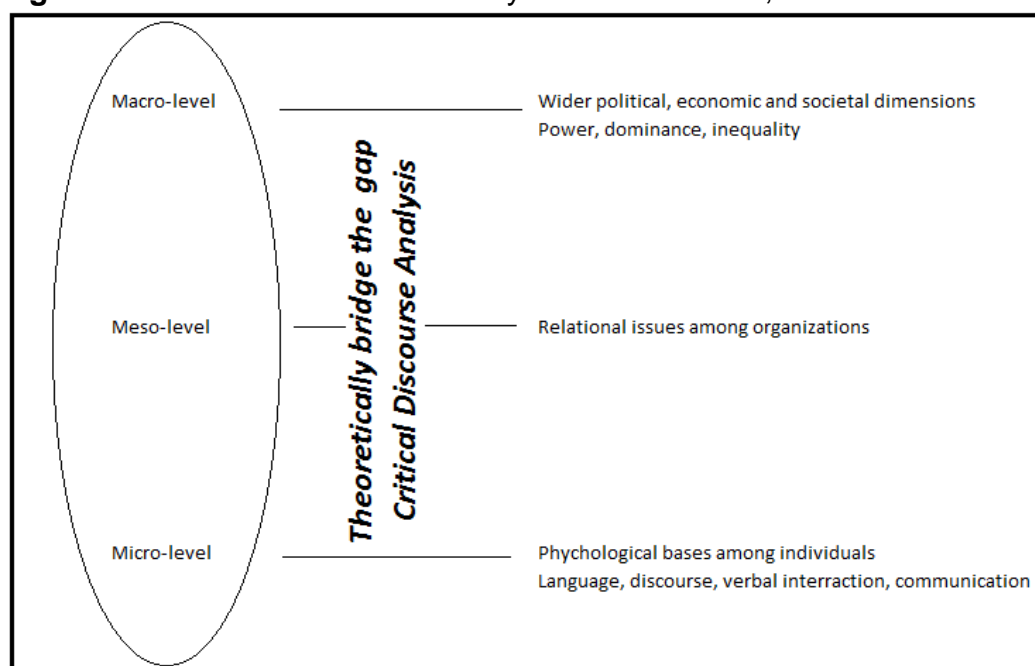 Macro-level
Wider political, economic and societal dimensions
Power, dominance, inequality
Theoretically bridge the gap
Critical Discourse Analysis
Meso-level
Relational issues among organizations
Micro-level
Phychological bases among individuals
Language, discourse, verbal interraction, communication